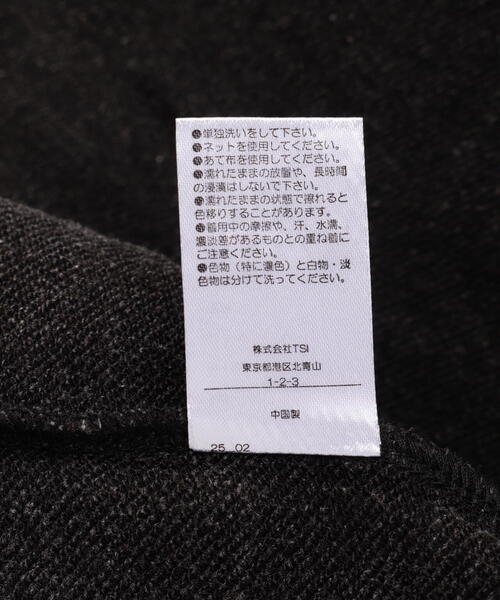 ●単独洗いをして下さい。
●ネットを使用してください。
●あて布を使用してください。
●濡れたままの放置や、長時間
の浸漬はしないで下さい。
●濡れたままの状態で擦れると
色移りすることがあります。
●着用中の摩擦や、汗、水濡、
濃淡差があるものとの重ね着に
ご注意ください。
●色物（特に濃色）と白物・淡
色物は分けて洗ってください。
株式会社TSI
東京都港区北青山
1-2-3
中国製
25 02